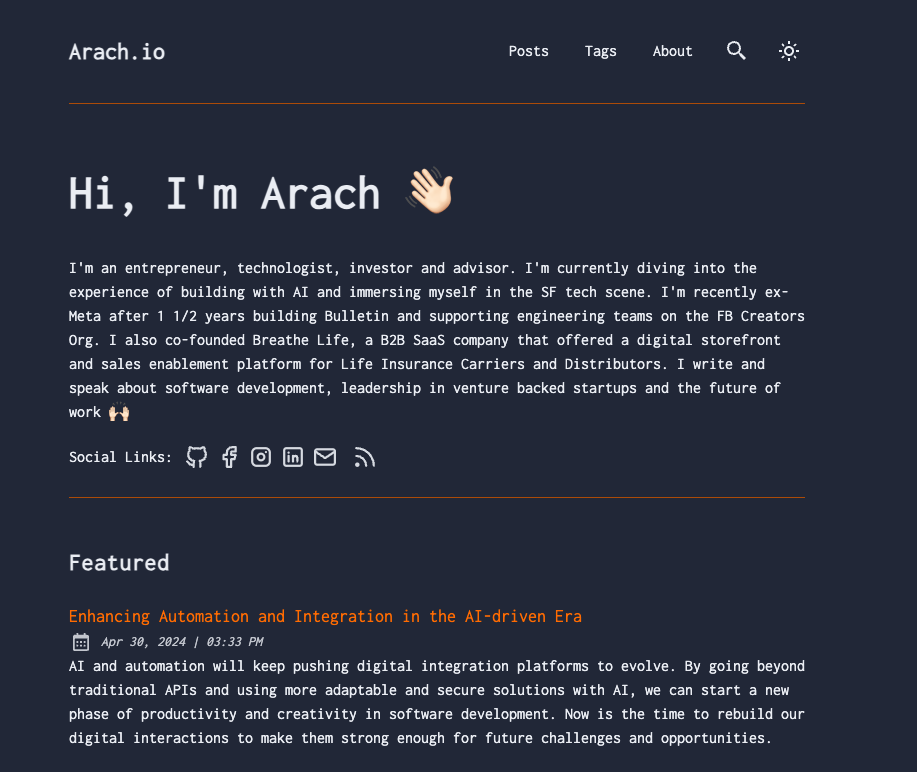 Arach.io
Posts
Tags
About
Hi, I'm Arach 👋🏻
I'm an entrepreneur, technologist, investor and advisor. I'm currently diving into the
experience of building with AI and immersing myself in the SF tech scene. I'm recently ex-
Meta after 1 1/2 years building Bulletin and supporting engineering teams on the FB Creators
Org. I also co-founded Breathe Life, a B2B SaaS company that offered a digital storefront
and sales enablement platform for Life Insurance Carriers and Distributors. I write and
speak about software development, leadership in venture backed startups and the future of
work 🙌🏻
Social Links:
Featured
Enhancing Automation and Integration in the AI-driven Era
Apr 30, 2024 | 03:33 PM
AI and automation will keep pushing digital integration platforms to evolve. By going beyond
traditional APIs and using more adaptable and secure solutions with AI, we can start a new
phase of productivity and creativity in software development. Now is the time to rebuild our
digital interactions to make them strong enough for future challenges and opportunities.